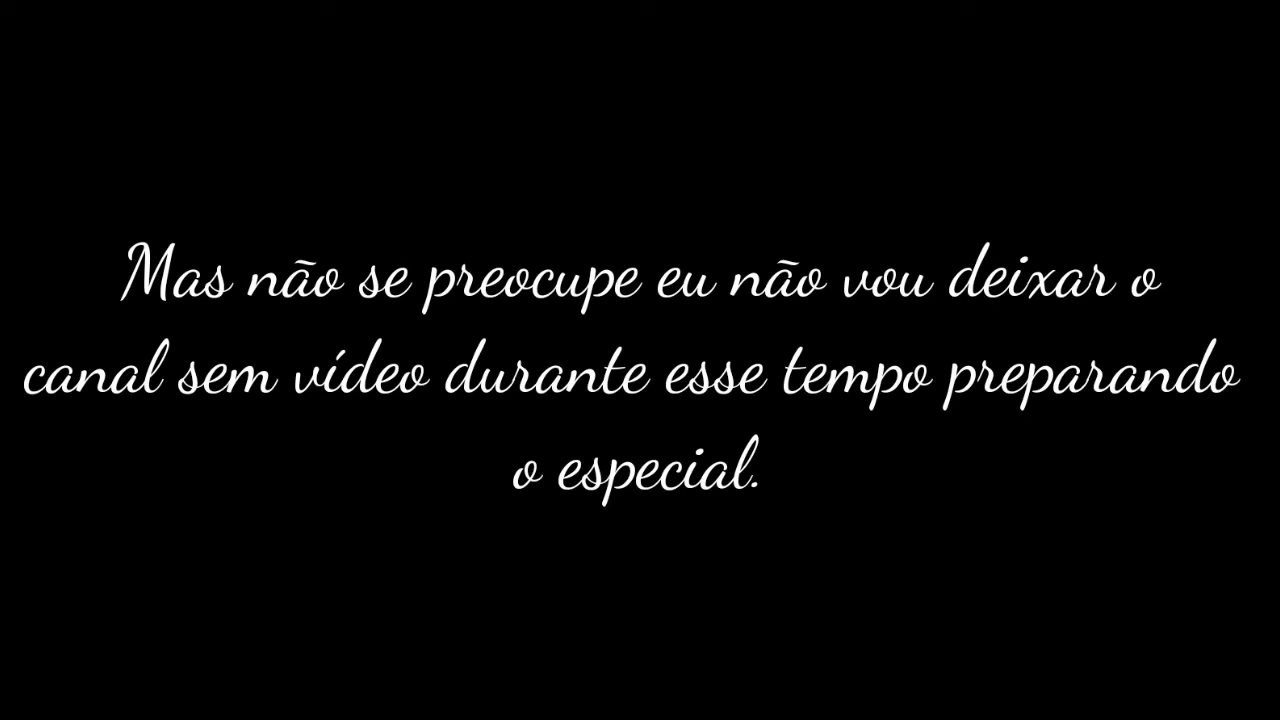 Mas não se preocupe eu não vou deixar o
canal sem vídeo durante esse tempo preparando
o especial.